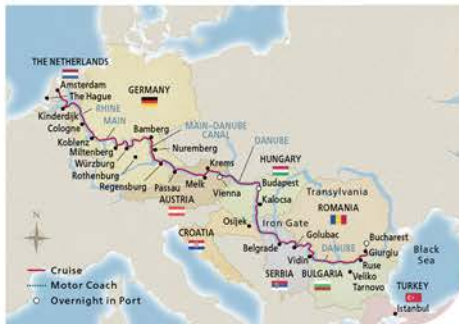 THE NETHERLANDS
Amsterdam
The Hague
Kinderdijk
Cologne
RHINE
MAIN
GERMANY
Koblenz
Miltenberg
Würzburg
Rothenburg
Bamberg
MAIN–DANUBE
CANAL
Nuremberg
Regensburg
Passau
Melk
Krems
Vienna
AUSTRIA
DANUBE
HUNGARY
Budapest
Kalocsa
Transylvania
ROMANIA
Osijek
Iron Gate
Golubac
Bucharest
CROATIA
Belgrade
Vidin
DANUBE
Giurgiu
Ruse
Black
Sea
SERBIA
BULGARIA
Veliko
Tarnovo
TURKEY
Istanbul
N
Cruise
Motor Coach
Overnight in Port